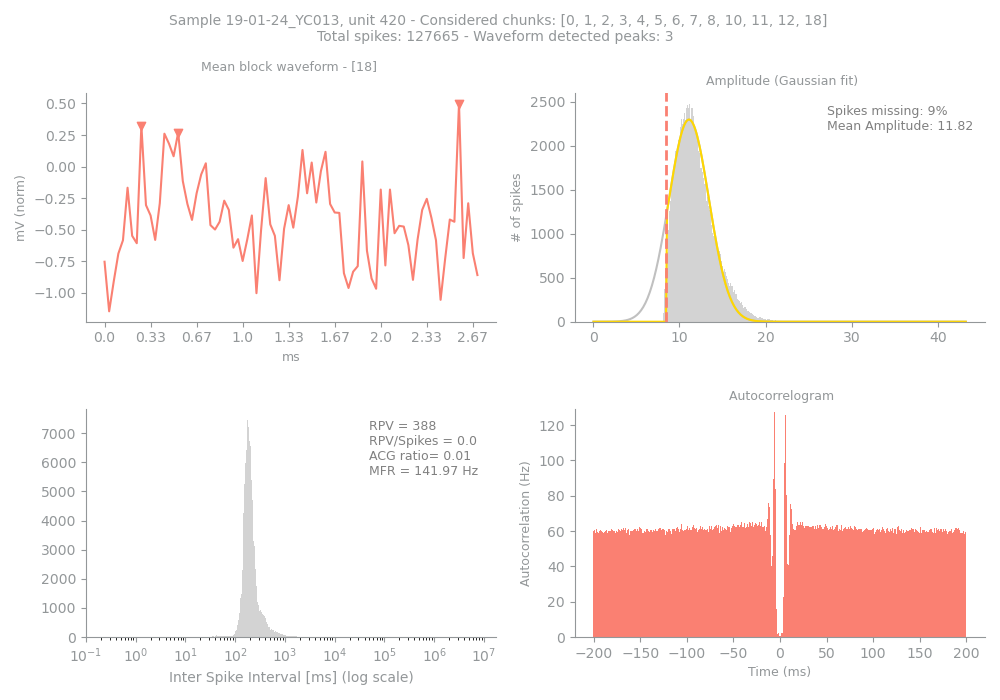 Sample 19-01-24_YC013, unit 420 - Considered chunks: [0, 1, 2, 3, 4, 5, 6, 7, 8, 10, 11, 12, 18]
Total spikes: 127665 - Waveform detected peaks: 3
Mean block waveform - [18]
mV (norm)
0.50
0.25
0.00
−0.25
−0.50
−0.75
−1.00
0.0 0.33 0.67 1.0 1.33 1.67 2.0 2.33 2.67
ms
Amplitude (Gaussian fit)
# of spikes
2500
2000
1500
1000
500
0
Spikes missing: 9%
Mean Amplitude: 11.82
0 10 20 30 40
7000
6000
5000
4000
3000
2000
1000
0
RPV = 388
RPV/Spikes = 0.0
ACG ratio= 0.01
MFR = 141.97 Hz
10⁻¹ 10⁰ 10¹ 10² 10³ 10⁴ 10⁵ 10⁶ 10⁷
Inter Spike Interval [ms] (log scale)
Autocorrelogram
Autocorrelation (Hz)
120
100
80
60
40
20
0
−200 −150 −100 −50 0 50 100 150 200
Time (ms)